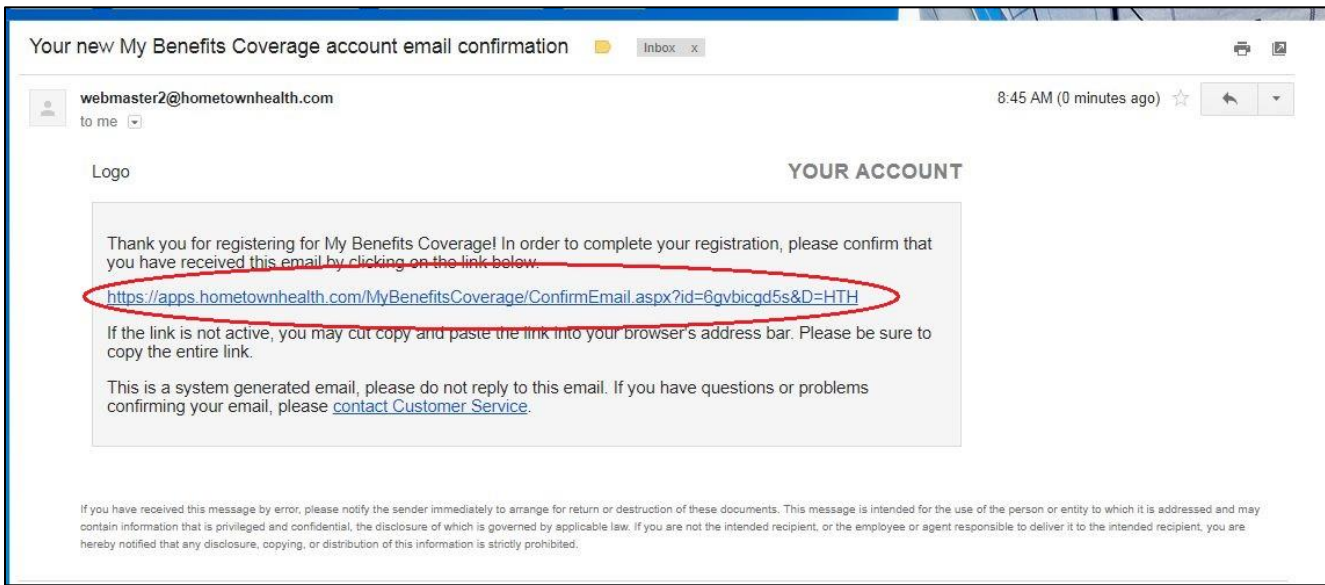 Your new My Benefits Coverage account email confirmation
Inbox x
webmaster2@hometownhealth.com
8:45 AM (0 minutes ago)
to me
Logo
YOUR ACCOUNT
Thank you for registering for My Benefits Coverage! In order to complete your registration, please confirm that
you have received this email by clicking on the link below.
https://apps.hometownhealth.com/MyBenefitsCoverage/ConfirmEmail.aspx?id=6gvbicgd5s&D=HTH
If the link is not active, you may cut copy and paste the link into your browser's address bar. Please be sure to
copy the entire link.
This is a system generated email, please do not reply to this email. If you have questions or problems
confirming your email, please contact Customer Service.
If you have received this message by error, please notify the sender immediately to arrange for return or destruction of these documents. This message is intended for the use of the person or entity to which it is addressed and may
contain information that is privileged and confidential, the disclosure of which is governed by applicable law. If you are not the intended recipient, or the employee or agent responsible to deliver it to the intended recipient, you are
hereby notified that any disclosure, copying, or distribution of this information is strictly prohibited.